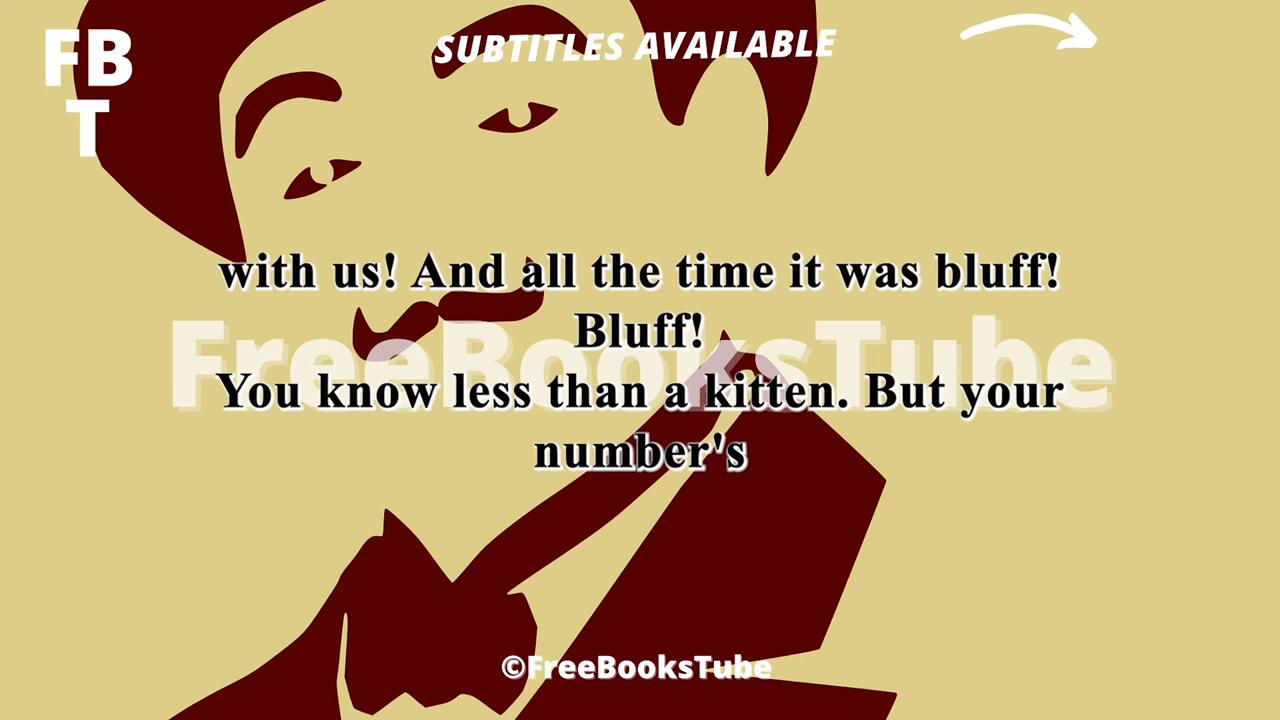 FB
T
SUBTITLES AVAILABLE
with us! And all the time it was bluff!
Bluff!
FreeBooksTube
You know less than a kitten. But your
number's
©FreeBooksTube